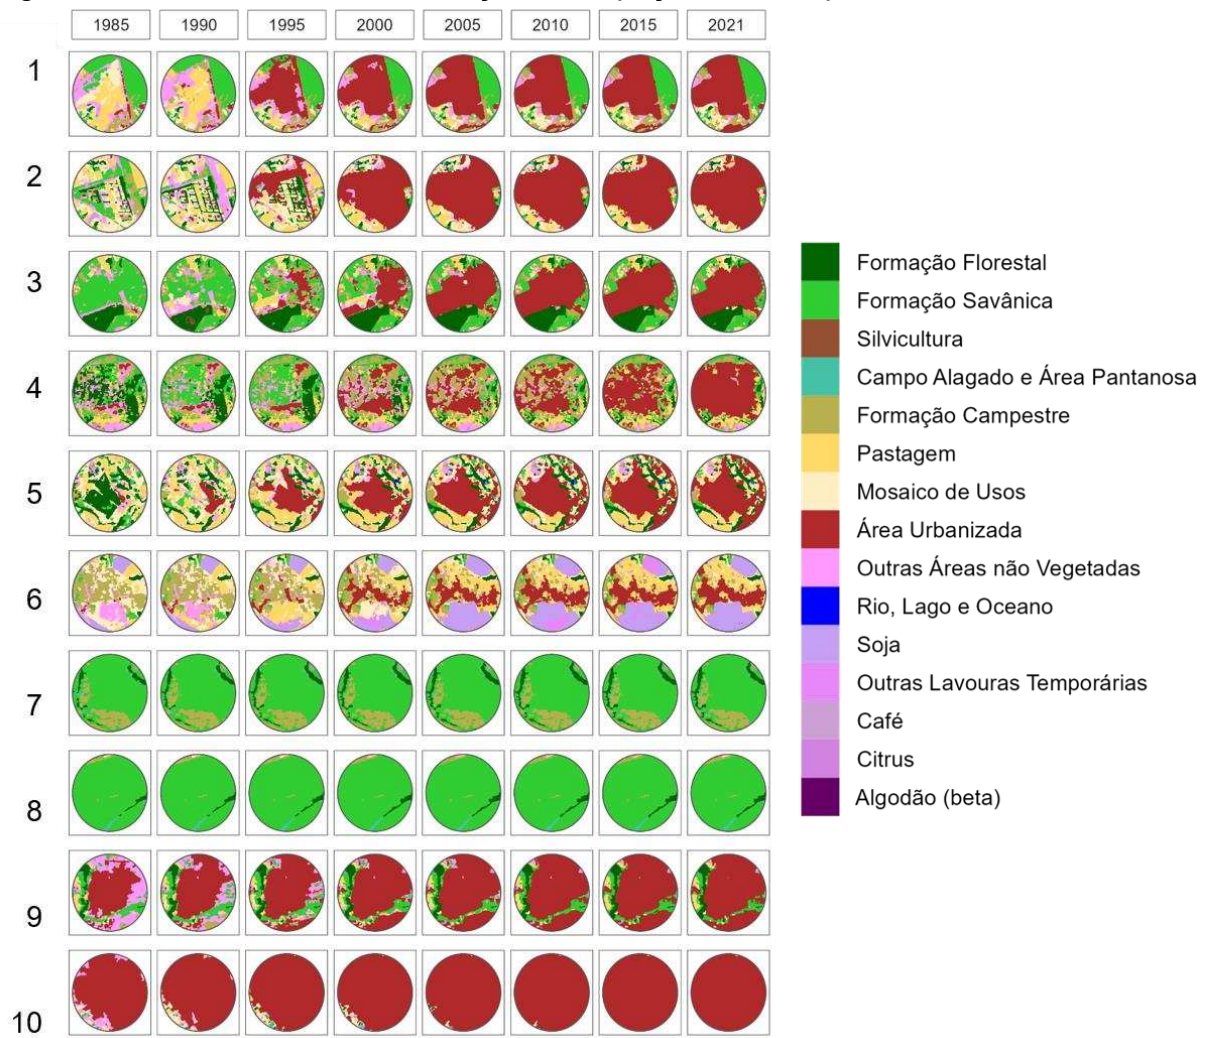 1985 1990 1995 2000 2005 2010 2015 2021
1
2
3
4
5
6
7
8
9
10
Formação Florestal
Formação Savânica
Silvicultura
Campo Alagado e Área Pantanosa
Formação Campestre
Pastagem
Mosaico de Usos
Área Urbanizada
Outras Áreas não Vegetadas
Rio, Lago e Oceano
Soja
Outras Lavouras Temporárias
Café
Citrus
Algodão (beta)